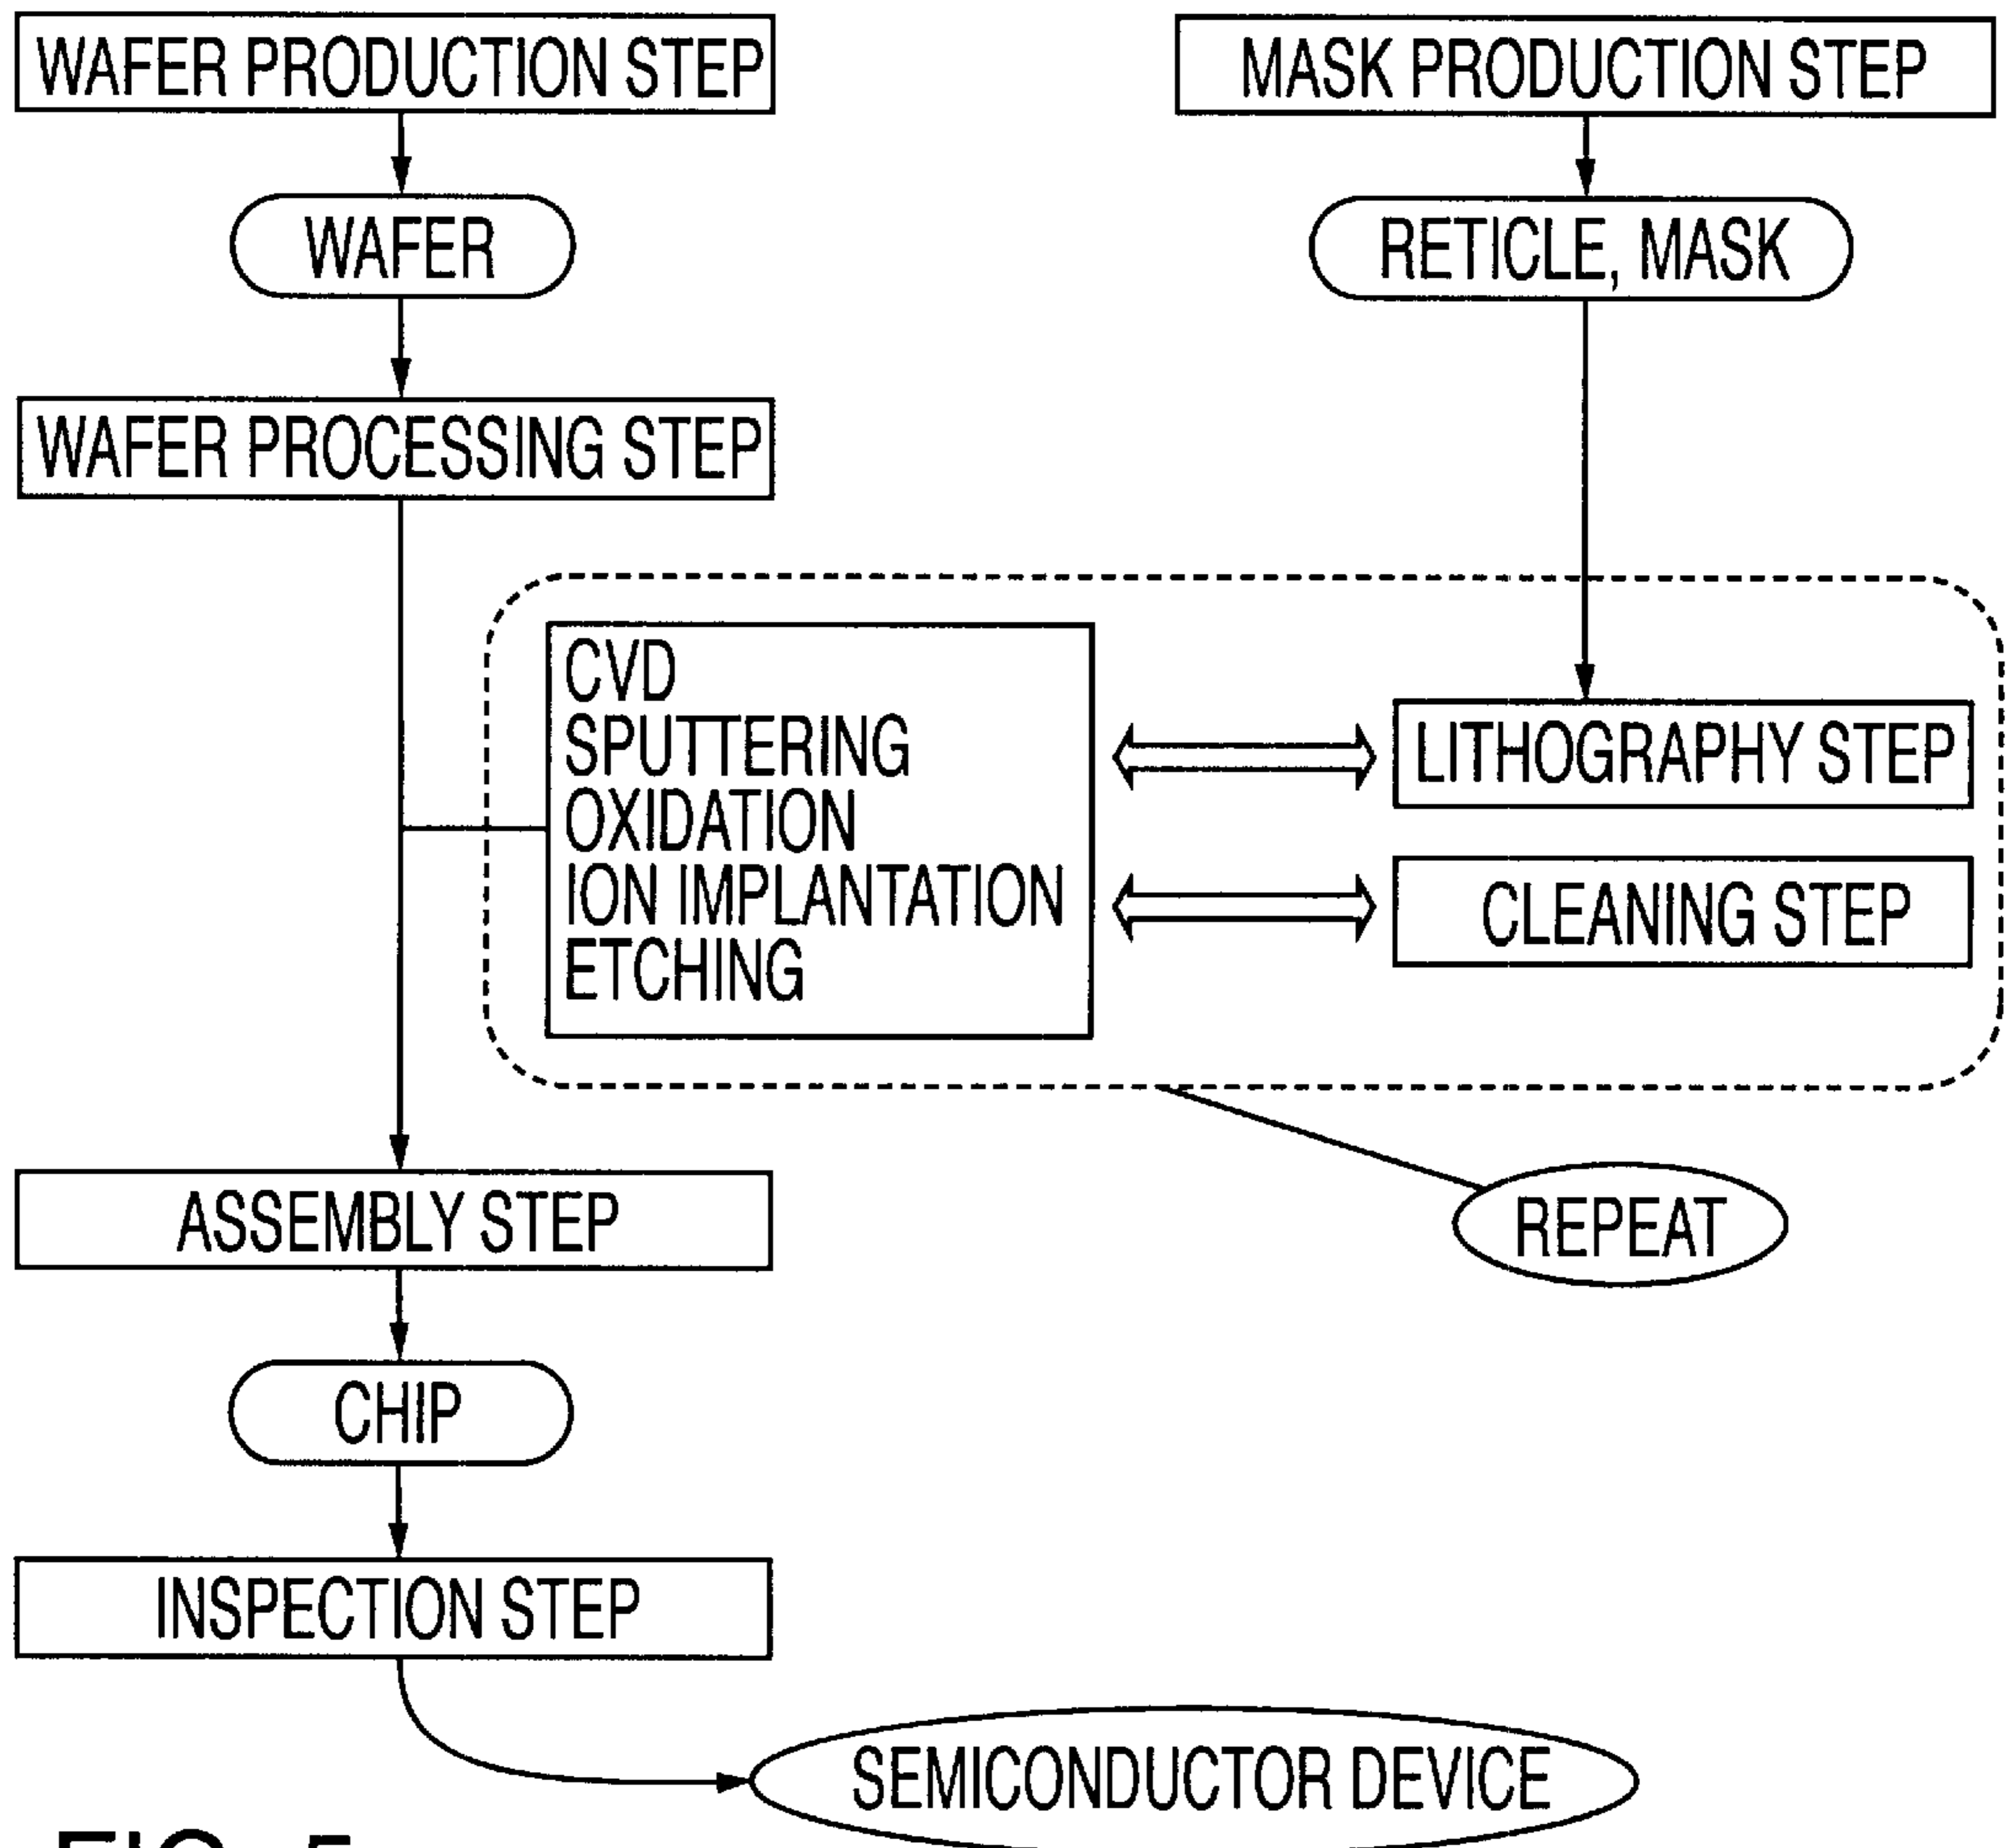 WAFER PRODUCTION STEP
MASK PRODUCTION STEP
WAFER
RETICLE, MASK
WAFER PROCESSING STEP
CVD
SPUTTERING
OXIDATION
ION IMPLANTATION
ETCHING
LITHOGRAPHY STEP
CLEANING STEP
ASSEMBLY STEP
REPEAT
CHIP
INSPECTION STEP
SEMICONDUCTOR DEVICE